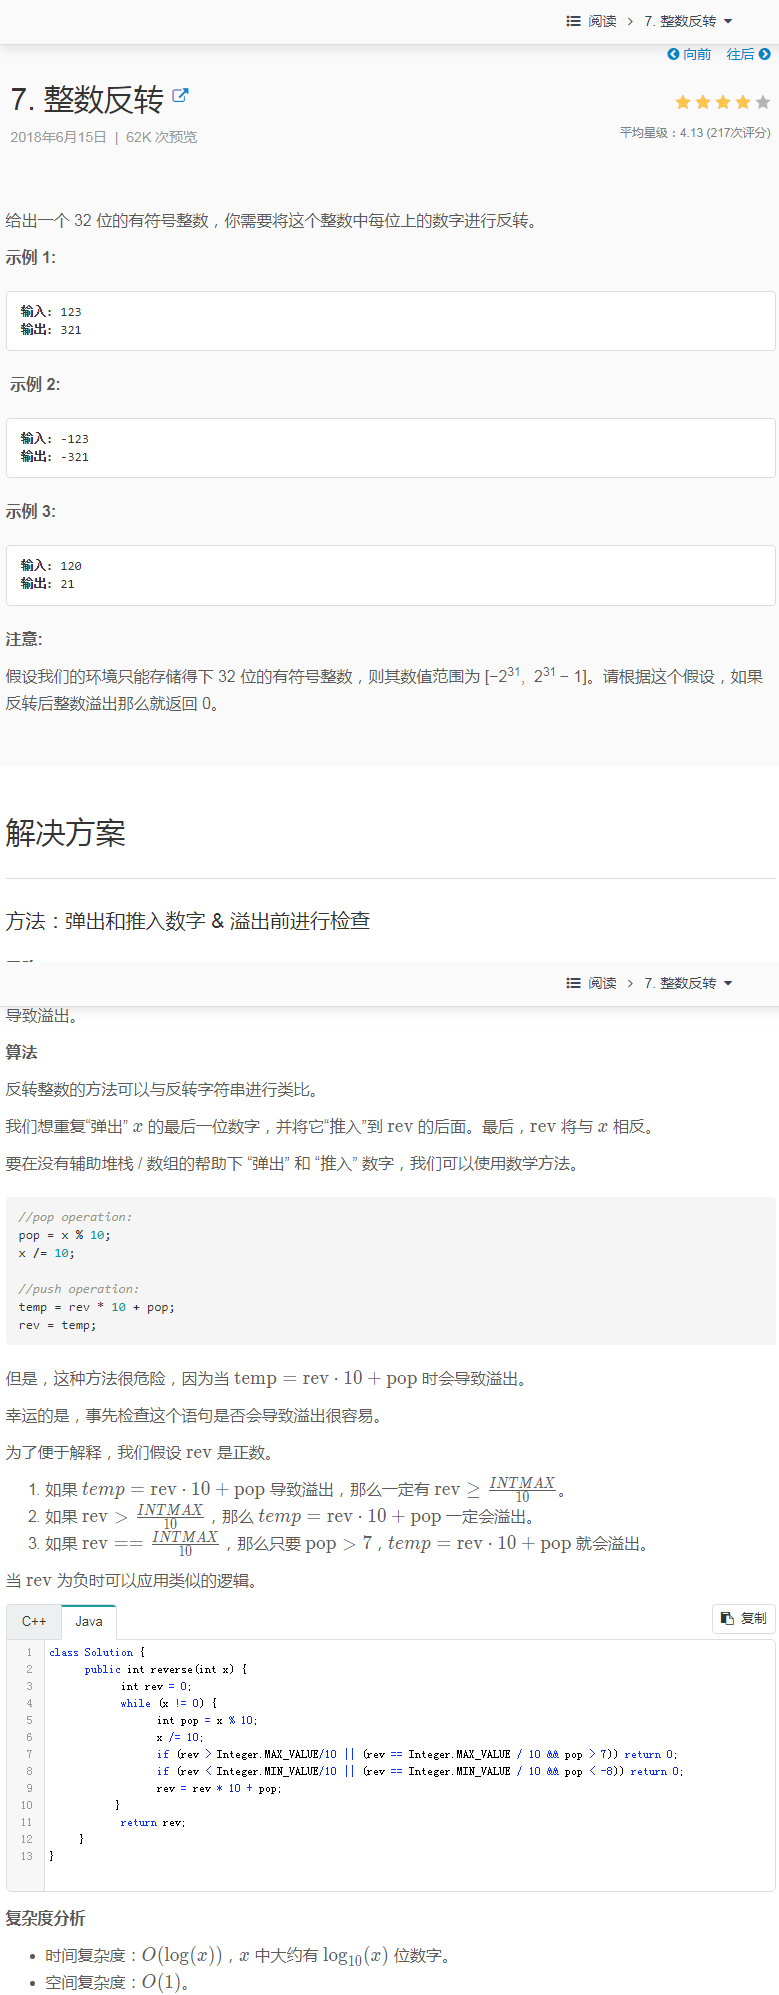 阅读 > 7. 整数反转
向前 往后
7. 整数反转
2018年6月15日 | 62K 次预览
平均星级：4.13 (217次评分)
给出一个 32 位的有符号整数，你需要将这个整数中每位上的数字进行反转。
示例 1:
输入: 123
输出: 321
示例 2:
输入: -123
输出: -321
示例 3:
输入: 120
输出: 21
注意:
假设我们的环境只能存储得下 32 位的有符号整数，则其数值范围为 [−2^31, 2^31 − 1]。请根据这个假设，如果
反转后整数溢出那么就返回 0。
解决方案
方法：弹出和推入数字 & 溢出前进行检查
阅读 > 7. 整数反转
导致溢出。
算法
反转整数的方法可以与反转字符串进行类比。
我们想重复“弹出” x 的最后一位数字，并将它“推入”到 rev 的后面。最后，rev 将与 x 相反。
要在没有辅助堆栈 / 数组的帮助下 “弹出” 和 “推入” 数字，我们可以使用数学方法。
//pop operation:
pop = x % 10;
x /= 10;
//push operation:
temp = rev * 10 + pop;
rev = temp;
但是，这种方法很危险，因为当 temp = rev · 10 + pop 时会导致溢出。
幸运的是，事先检查这个语句是否会导致溢出很容易。
为了便于解释，我们假设 rev 是正数。
1. 如果 temp = rev · 10 + pop 导致溢出，那么一定有 rev ≥ INTMAX/10。
2. 如果 rev > INTMAX/10，那么 temp = rev · 10 + pop 一定会溢出。
3. 如果 rev == INTMAX/10，那么只要 pop > 7，temp = rev · 10 + pop 就会溢出。
当 rev 为负时可以应用类似的逻辑。
C++ Java 复制
1 class Solution {
2 public int reverse(int x) {
3 int rev = 0;
4 while (x != 0) {
5 int pop = x % 10;
6 x /= 10;
7 if (rev > Integer.MAX_VALUE/10 || (rev == Integer.MAX_VALUE / 10 && pop > 7)) return 0;
8 if (rev < Integer.MIN_VALUE/10 || (rev == Integer.MIN_VALUE / 10 && pop < -8)) return 0;
9 rev = rev * 10 + pop;
10 }
11 return rev;
12 }
13 }
复杂度分析
• 时间复杂度：O(log(x))，x 中大约有 log₁₀(x) 位数字。
• 空间复杂度：O(1)。